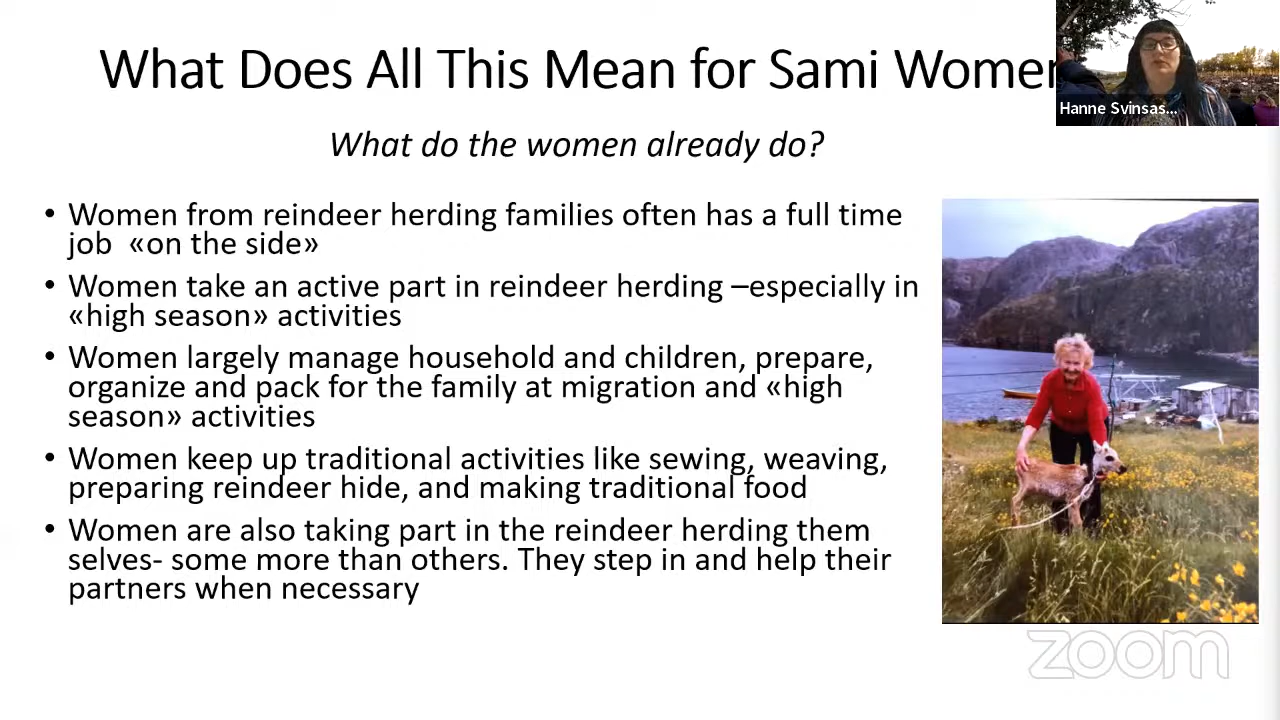 What Does All This Mean for Sami Women
Hanne Svinsas...
What do the women already do?
• Women from reindeer herding families often has a full time
job «on the side»
• Women take an active part in reindeer herding –especially in
«high season» activities
• Women largely manage household and children, prepare,
organize and pack for the family at migration and «high
season» activities
• Women keep up traditional activities like sewing, weaving,
preparing reindeer hide, and making traditional food
• Women are also taking part in the reindeer herding them
selves- some more than others. They step in and help their
partners when necessary
zoom